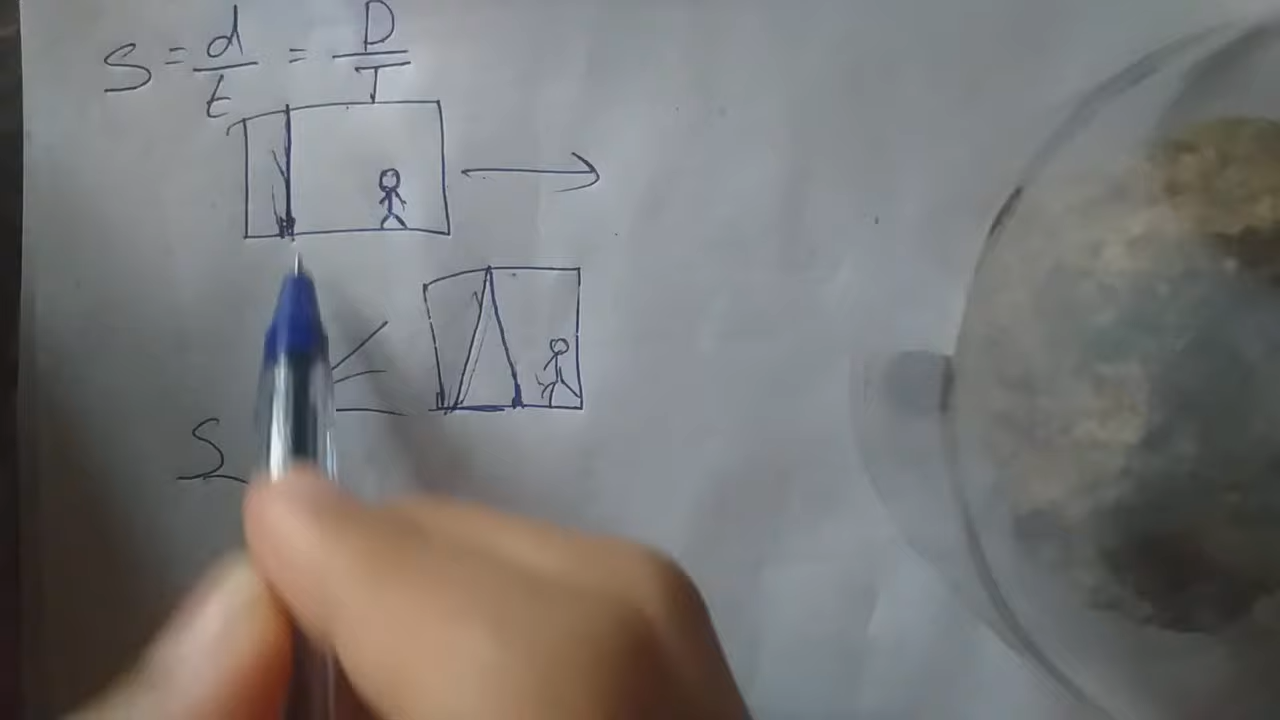 S = d/t = D/T
S